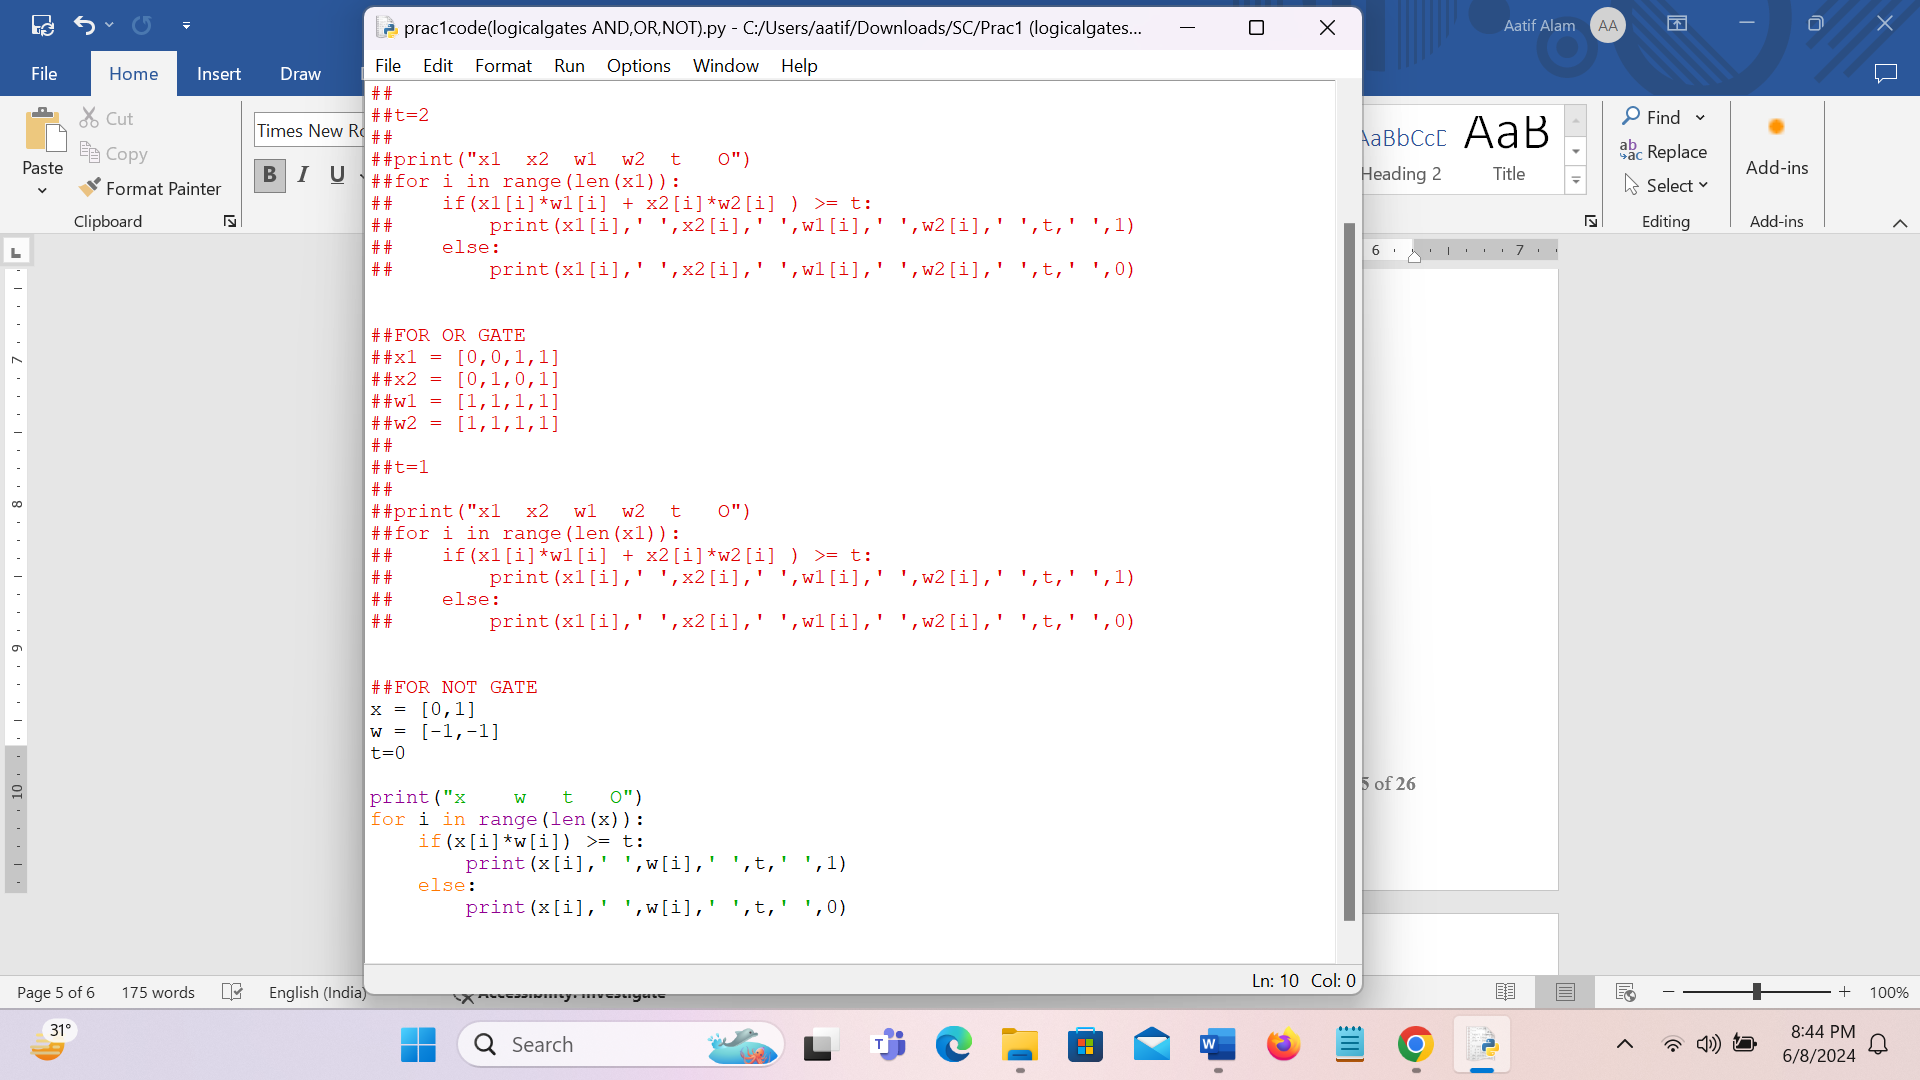 prac1code(logicalgates AND,OR,NOT).py - C:/Users/aatif/Downloads/SC/Prac1 (logicalgates...
Aatif Alam AA
File Home Insert Draw
File Edit Format Run Options Window Help
Paste
Cut
Copy
Format Painter
Clipboard
Times New
B I U
##
##t=2
##
##print("x1  x2  w1  w2  t   O")
##for i in range(len(x1)):
##    if(x1[i]*w1[i] + x2[i]*w2[i] ) >= t:
##        print(x1[i],' ',x2[i],' ',w1[i],' ',w2[i],' ',t,' ',1)
##    else:
##        print(x1[i],' ',x2[i],' ',w1[i],' ',w2[i],' ',t,' ',0)
##FOR OR GATE
##x1 = [0,0,1,1]
##x2 = [0,1,0,1]
##w1 = [1,1,1,1]
##w2 = [1,1,1,1]
##
##t=1
##
##print("x1  x2  w1  w2  t   O")
##for i in range(len(x1)):
##    if(x1[i]*w1[i] + x2[i]*w2[i] ) >= t:
##        print(x1[i],' ',x2[i],' ',w1[i],' ',w2[i],' ',t,' ',1)
##    else:
##        print(x1[i],' ',x2[i],' ',w1[i],' ',w2[i],' ',t,' ',0)
##FOR NOT GATE
x = [0,1]
w = [-1,-1]
t=0
print("x    w   t   O")
for i in range(len(x)):
    if(x[i]*w[i]) >= t:
        print(x[i],' ',w[i],' ',t,' ',1)
    else:
        print(x[i],' ',w[i],' ',t,' ',0)
Ln: 10 Col: 0
AaBbCcD AaB
Heading 2 Title
Find
Replace
Select
Editing
Add-ins
Add-ins
6 7
7
8
9
10
5 of 26
Page 5 of 6 175 words English (India) Accessibility: Investigate 100%
31°
Search
8:44 PM
6/8/2024